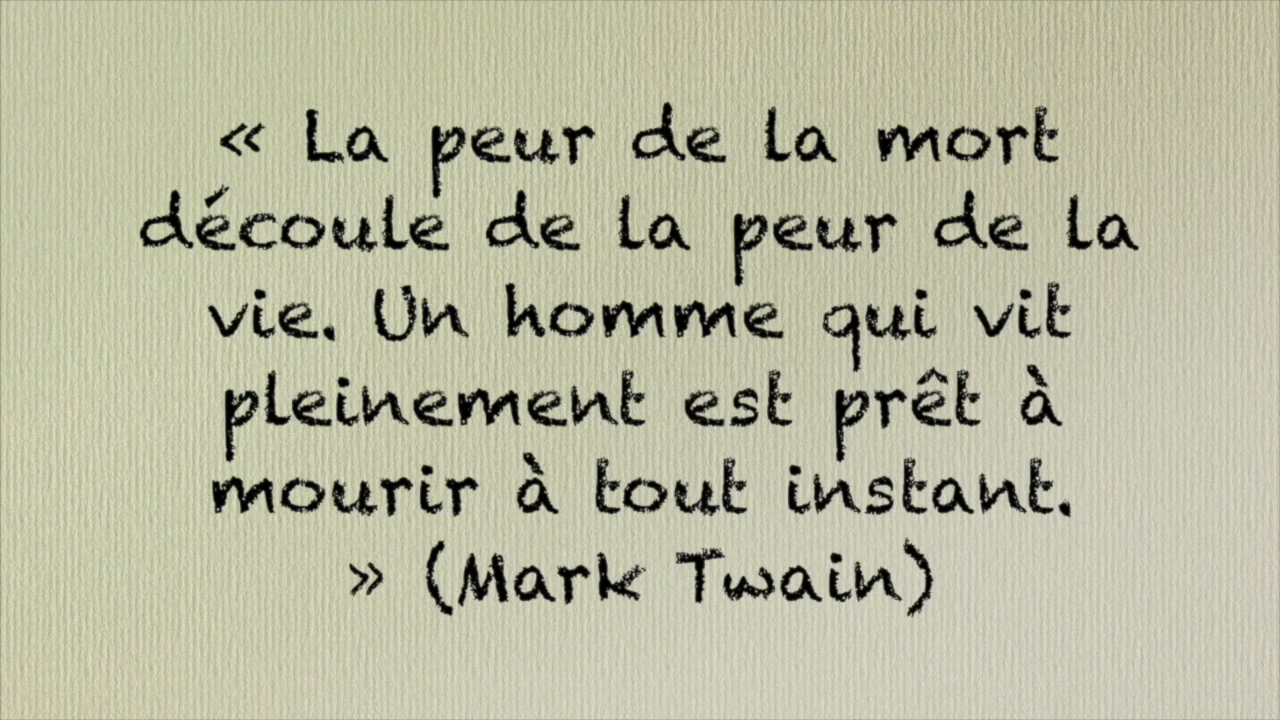 « La peur de la mort
découle de la peur de la
vie. Un homme qui vit
pleinement est prêt à
mourir à tout instant.
» (Mark Twain)